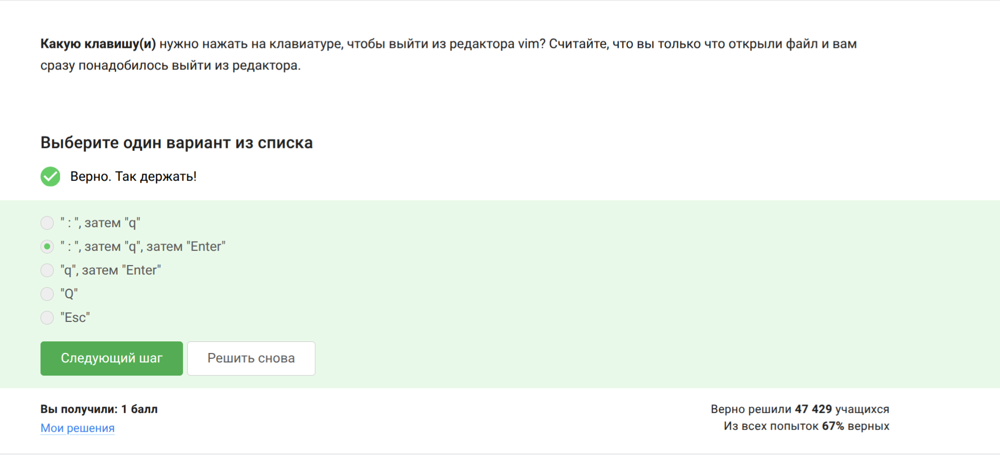 Какую клавишу(и) нужно нажать на клавиатуре, чтобы выйти из редактора vim? Считайте, что вы только что открыли файл и вам
сразу понадобилось выйти из редактора.
Выберите один вариант из списка
Верно. Так держать!
" : ", затем "q"
" : ", затем "q", затем "Enter"
"q", затем "Enter"
"Q"
"Esc"
Следующий шаг
Решить снова
Вы получили: 1 балл
Мои решения
Верно решили 47 429 учащихся
Из всех попыток 67% верных